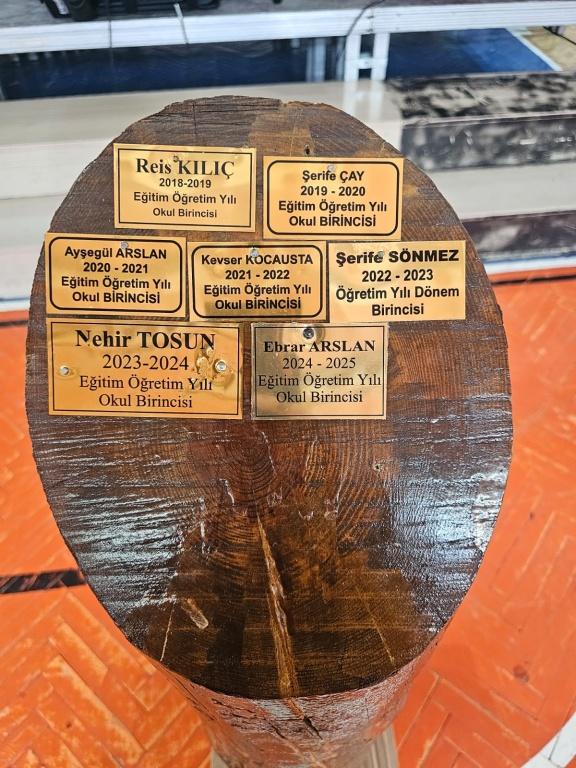 Reis KILIÇ
2018-2019
Eğitim Öğretim Yılı
Okul Birincisi
Şerife ÇAY
2019 - 2020
Eğitim Öğretim Yılı
Okul BİRİNCİSİ
Ayşegül ARSLAN
2020 - 2021
Eğitim Öğretim Yılı
Okul BİRİNCİSİ
Kevser KOCAUSTA
2021 - 2022
Eğitim Öğretim Yılı
Okul BİRİNCİSİ
Şerife SÖNMEZ
2022 - 2023
Öğretim Yılı Dönem
Birincisi
Nehir TOSUN
2023-2024
Eğitim Öğretim Yılı
Okul Birincisi
Ebrar ARSLAN
2024 - 2025
Eğitim Öğretim Yılı
Okul Birincisi